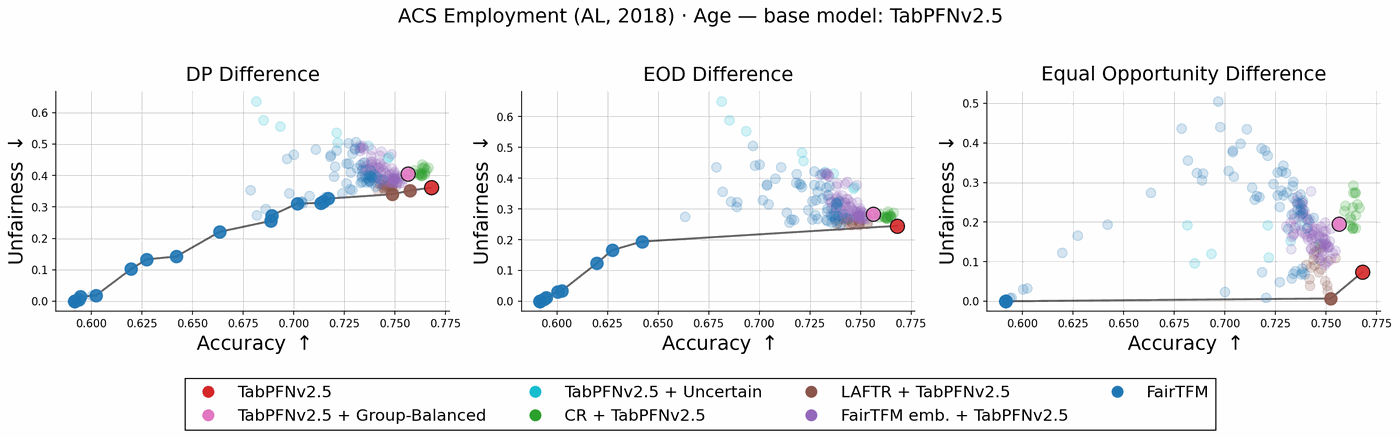 ACS Employment (AL, 2018) · Age — base model: TabPFNv2.5
DP Difference
Unfairness ↓
0.6
0.5
0.4
0.3
0.2
0.1
0.0
0.600 0.625 0.650 0.675 0.700 0.725 0.750 0.775
Accuracy ↑
EOD Difference
Unfairness ↓
0.6
0.5
0.4
0.3
0.2
0.1
0.0
0.600 0.625 0.650 0.675 0.700 0.725 0.750 0.775
Accuracy ↑
Equal Opportunity Difference
Unfairness ↓
0.5
0.4
0.3
0.2
0.1
0.0
0.600 0.625 0.650 0.675 0.700 0.725 0.750 0.775
Accuracy ↑
TabPFNv2.5
TabPFNv2.5 + Group-Balanced
TabPFNv2.5 + Uncertain
CR + TabPFNv2.5
LAFTR + TabPFNv2.5
FairTFM emb. + TabPFNv2.5
FairTFM